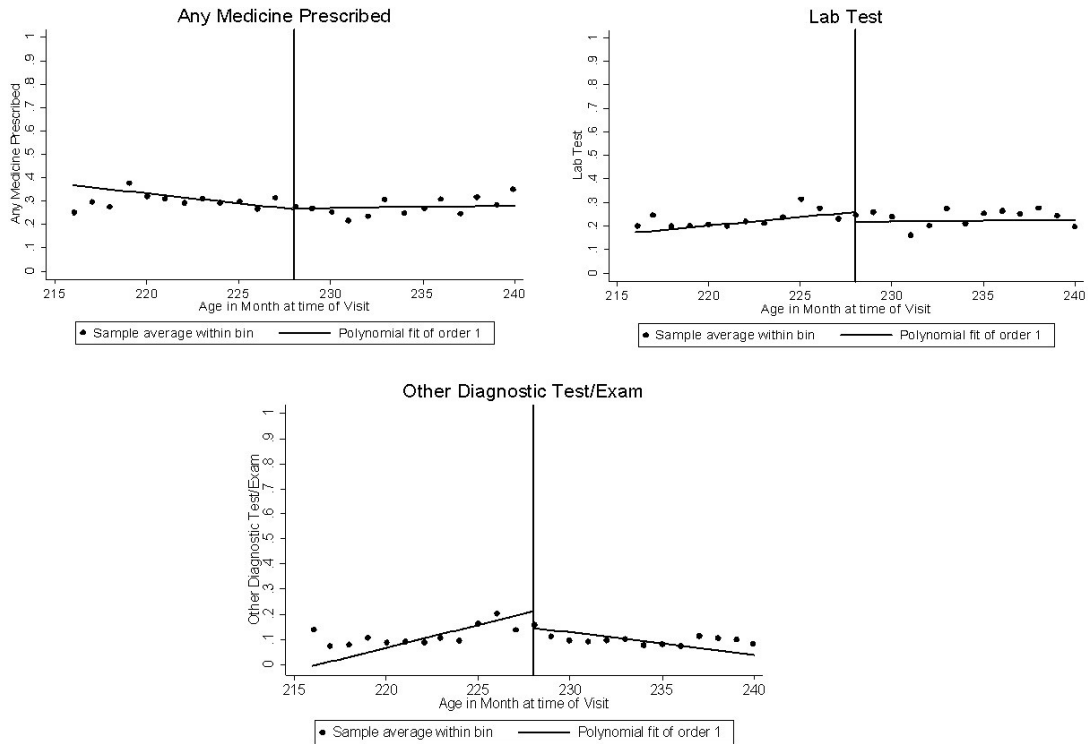 Any Medicine Prescribed
Any Medicine Prescribed
1
.9
.8
.7
.6
.5
.4
.3
.2
.1
0
215 220 225 230 235 240
Age in Month at time of Visit
Sample average within bin Polynomial fit of order 1
Lab Test
Lab Test
1
.9
.8
.7
.6
.5
.4
.3
.2
.1
0
215 220 225 230 235 240
Age in Month at time of Visit
Sample average within bin Polynomial fit of order 1
Other Diagnostic Test/Exam
Other Diagnostic Test/Exam
1
.9
.8
.7
.6
.5
.4
.3
.2
.1
0
215 220 225 230 235 240
Age in Month at time of Visit
Sample average within bin Polynomial fit of order 1